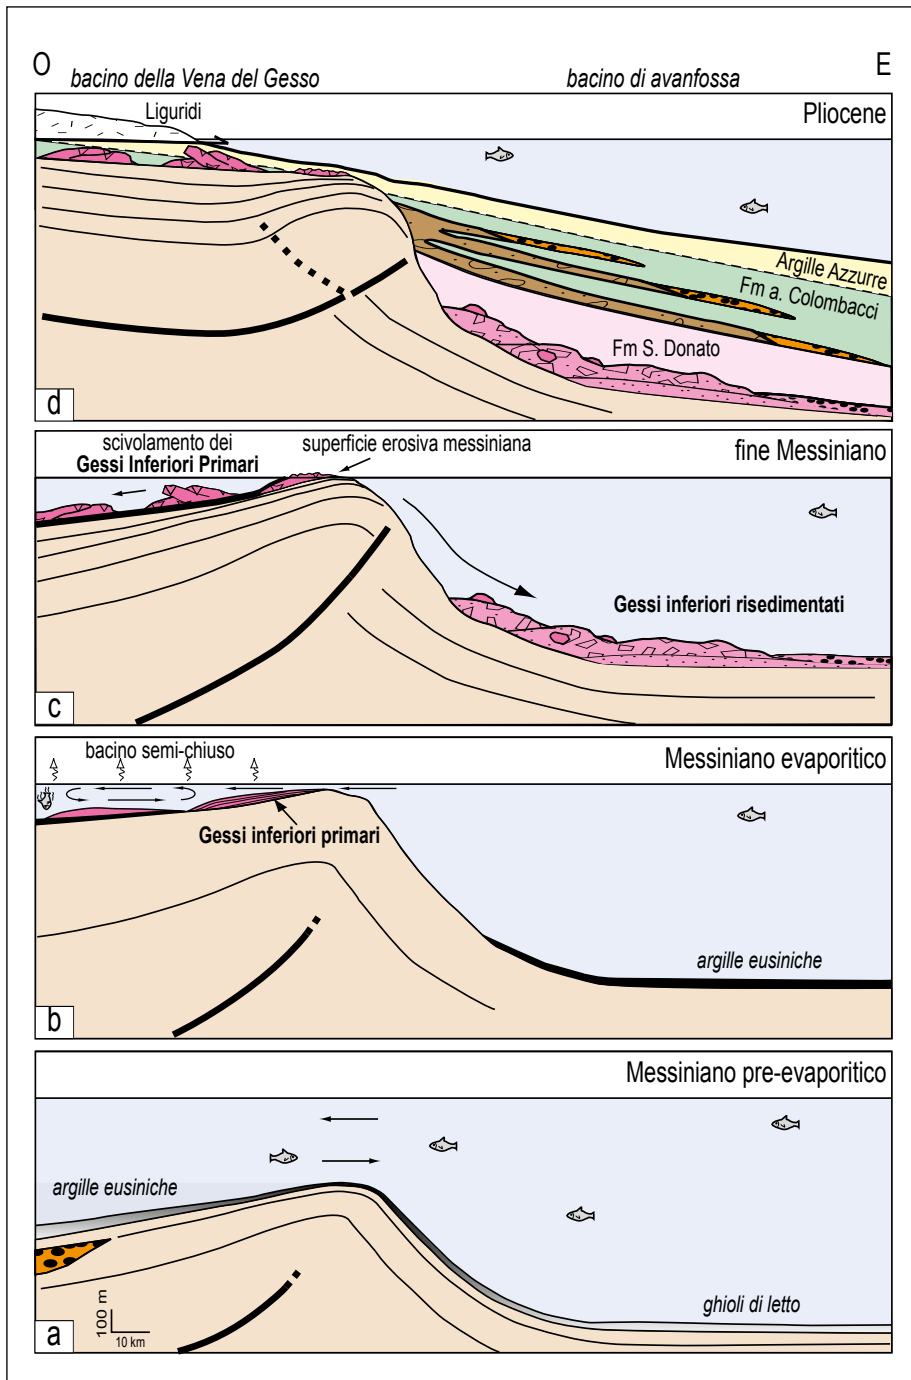 O
E
bacino della Vena del Gesso
bacino di avanfossa
Pliocene
Liguridi
Argille Azzurre
Fm a. Colombacci
Fm S. Donato
d
scivolamento dei
Gessi Inferiori Primari
superficie erosiva messiniana
fine Messiniano
Gessi inferiori risedimentati
c
bacino semi-chiuso
Messiniano evaporitico
Gessi inferiori primari
argille eusiniche
b
Messiniano pre-evaporitico
argille eusiniche
ghioli di letto
100 m
10 km
a